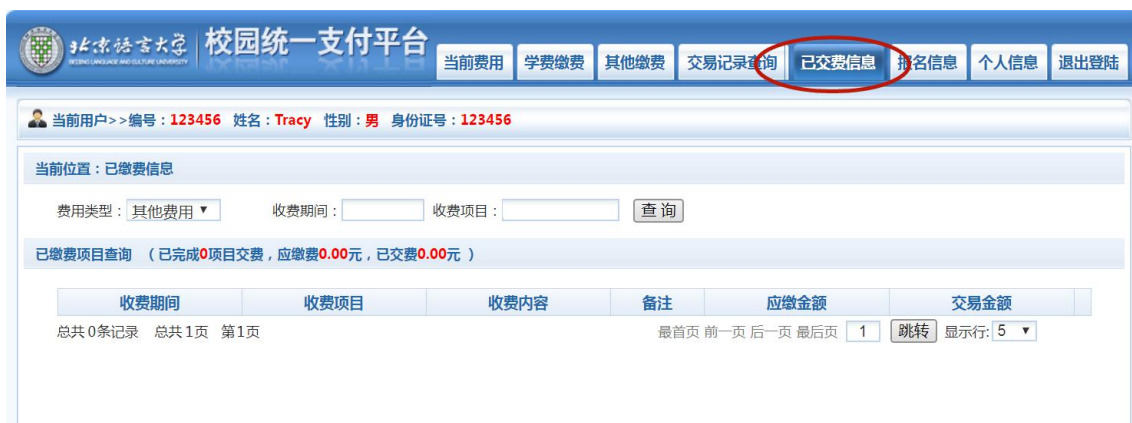 北京语言大学 校园统一支付平台
BEIJING LANGUAGE AND CULTURE UNIVERSITY
当前费用 学费缴费 其他缴费 交易记录查询 已交费信息 报名信息 个人信息 退出登陆
当前用户>>编号：123456 姓名：Tracy 性别：男 身份证号：123456
当前位置：已缴费信息
费用类型： 其他费用▼ 收费期间： 收费项目： 查 询
已缴费项目查询 （ 已完成0项目交费，应缴费0.00元，已交费0.00元 ）
收费期间 收费项目 收费内容 备注 应缴金额 交易金额
总共0条记录 总共1页 第1页 最首页 前一页 后一页 最后页 1 跳转 显示行: 5 ▼